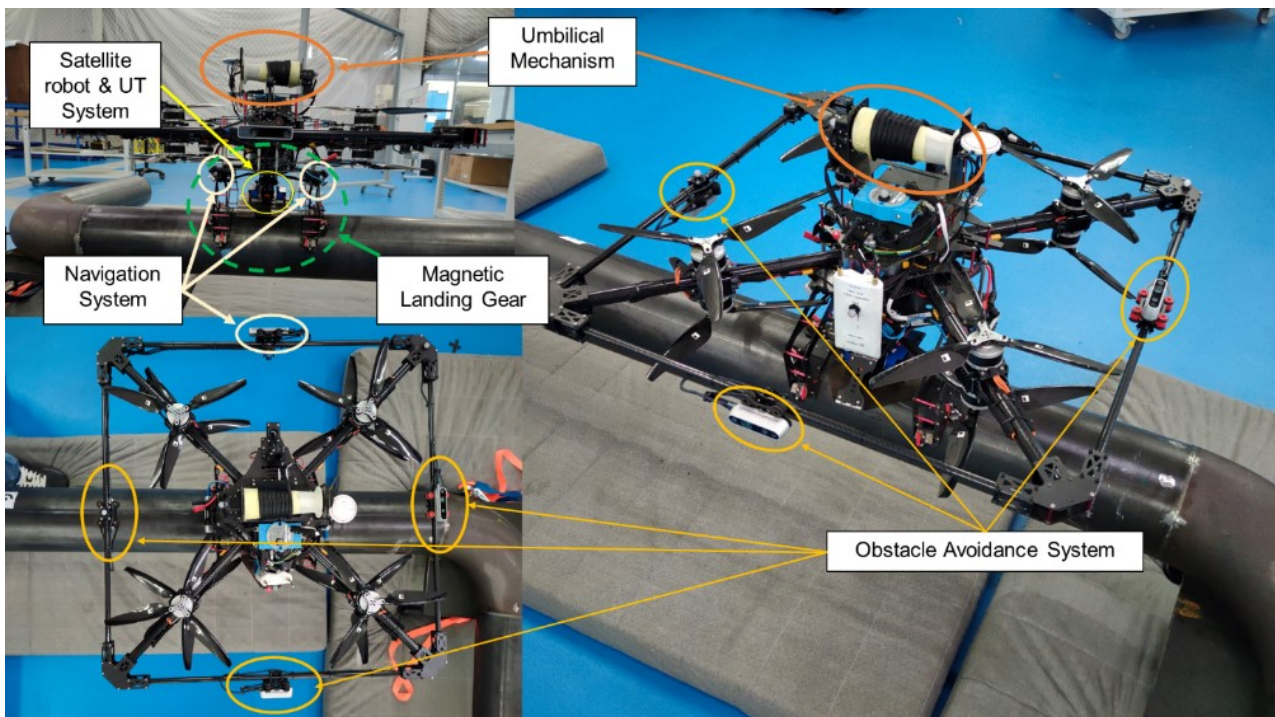 Satellite
robot & UT
System
Umbilical
Mechanism
Navigation
System
Magnetic
Landing Gear
Obstacle Avoidance System